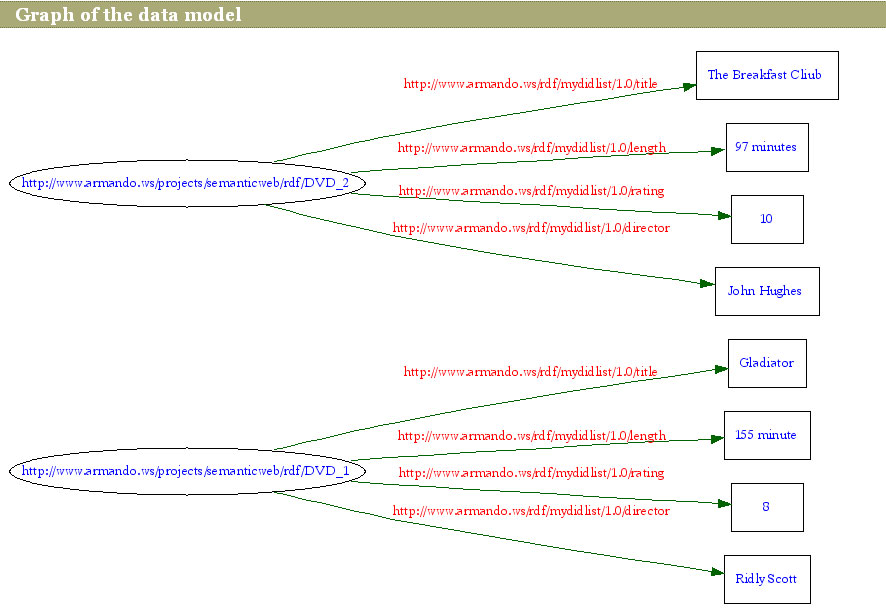 Graph of the data model
http://www.armando.ws/rdf/mydidlist/1.0/title
The Breakfast Cliub
http://www.armando.ws/rdf/mydidlist/1.0/length
97 minutes
http://www.armando.ws/projects/semanticweb/rdf/DVD_2
http://www.armando.ws/rdf/mydidlist/1.0/rating
10
http://www.armando.ws/rdf/mydidlist/1.0/director
John Hughes
http://www.armando.ws/rdf/mydidlist/1.0/title
Gladiator
http://www.armando.ws/rdf/mydidlist/1.0/length
155 minute
http://www.armando.ws/projects/semanticweb/rdf/DVD_1
http://www.armando.ws/rdf/mydidlist/1.0/rating
8
http://www.armando.ws/rdf/mydidlist/1.0/director
Ridly Scott